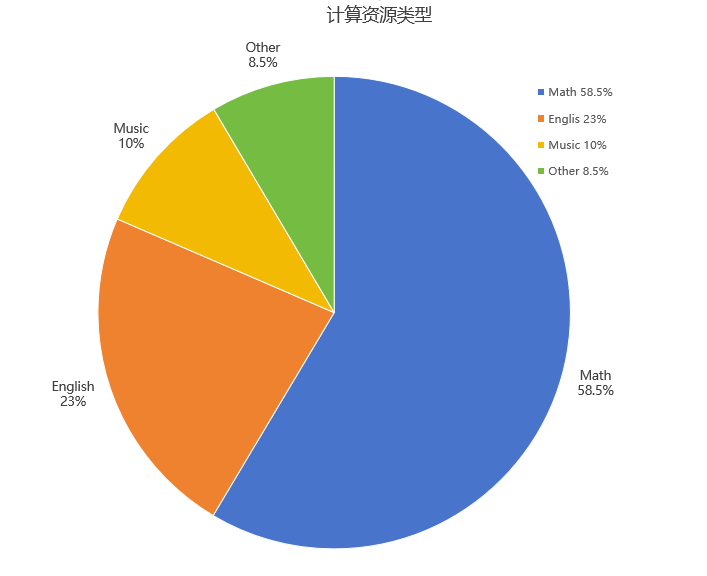 计算资源类型
Other
8.5%
Music
10%
English
23%
Math
58.5%
Math 58.5%
Englis 23%
Music 10%
Other 8.5%